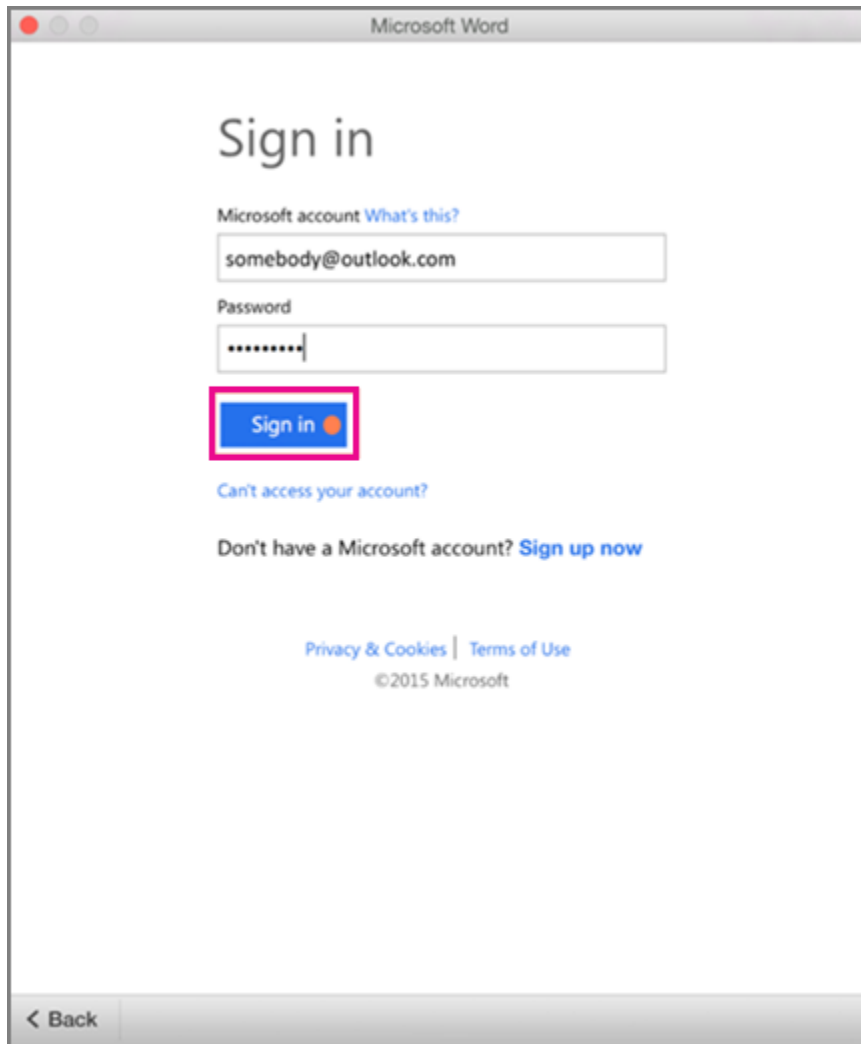 Microsoft Word
Sign in
Microsoft account What's this?
somebody@outlook.com
Password
•••••••••
Sign in
Can't access your account?
Don't have a Microsoft account? Sign up now
Privacy & Cookies | Terms of Use
©2015 Microsoft
< Back